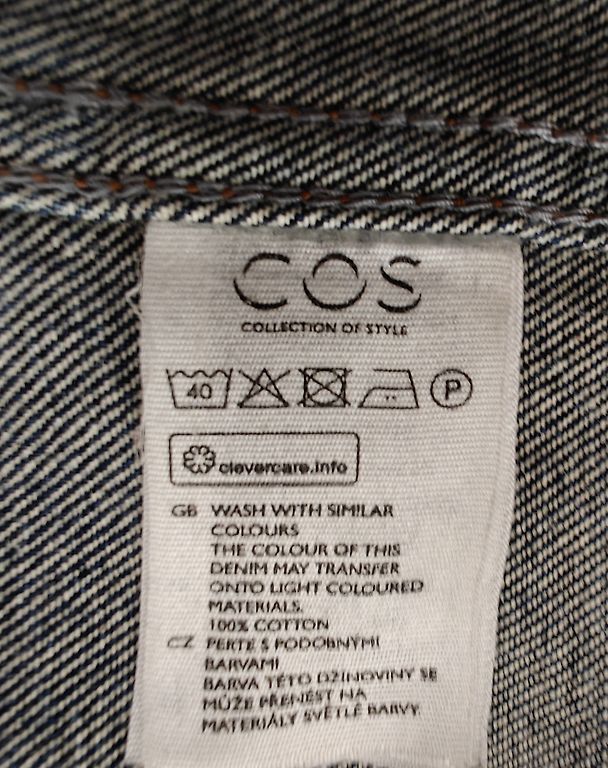 COS
COLLECTION OF STYLE
40 P
clevercare.info
GB WASH WITH SIMILAR
COLOURS
THE COLOUR OF THIS
DENIM MAY TRANSFER
ONTO LIGHT COLOURED
MATERIALS.
100% COTTON
CZ PERTE S PODOBNÝMI
BARVAMI
BARVA TÉTO DŽÍNOVINY SE
MŮŽE PŘENÉST NA
MATERIÁLY SVĚTLÉ BARVY.